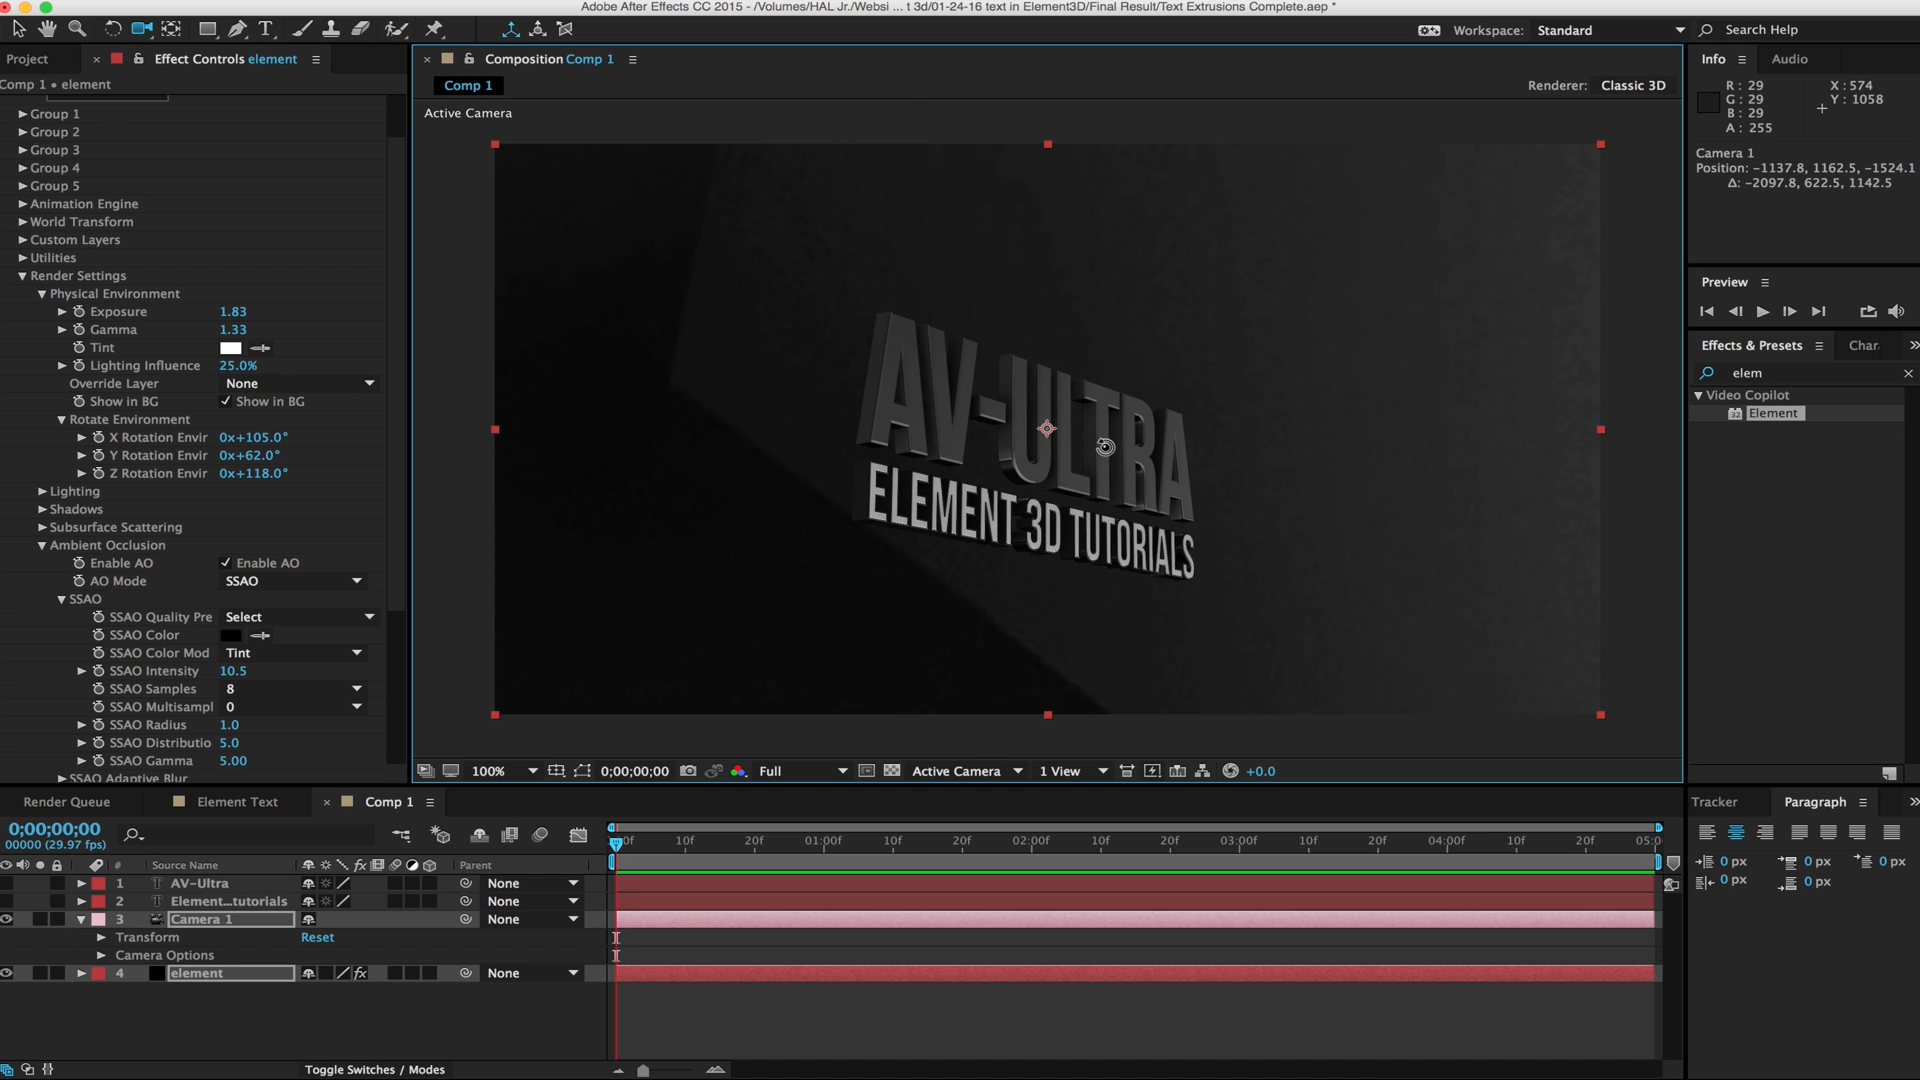 Adobe After Effects CC 2015 - /Volumes/HAL Jr./Websi ... t 3d/01-24-16 text in Element3D/Final Result/Text Extrusions Complete.aep *
T
Workspace: Standard
Search Help
Project
× Effect Controls element
Comp 1 • element
Group 1
Group 2
Group 3
Group 4
Group 5
Animation Engine
World Transform
Custom Layers
Utilities
Render Settings
Physical Environment
Exposure 1.83
Gamma 1.33
Tint
Lighting Influence 25.0%
Override Layer None
Show in BG ✓ Show in BG
Rotate Environment
X Rotation Envir 0x+105.0°
Y Rotation Envir 0x+62.0°
Z Rotation Envir 0x+118.0°
Lighting
Shadows
Subsurface Scattering
Ambient Occlusion
Enable AO ✓ Enable AO
AO Mode SSAO
SSAO
SSAO Quality Pre Select
SSAO Color
SSAO Color Mod Tint
SSAO Intensity 10.5
SSAO Samples 8
SSAO Multisampl 0
SSAO Radius 1.0
SSAO Distributio 5.0
SSAO Gamma 5.00
SSAO Adaptive Blur
× Composition Comp 1
Comp 1
Renderer: Classic 3D
Active Camera
AV-ULTRA
ELEMENT 3D TUTORIALS
100% 0;00;00;00 Full Active Camera 1 View +0.0
Info Audio
R: 29 X: 574
G: 29 Y: 1058
B: 29
A: 255
Camera 1
Position: -1137.8, 1162.5, -1524.1
Δ: -2097.8, 622.5, 1142.5
Preview
Effects & Presets Char »
elem ×
Video Copilot
32 Element
Render Queue Element Text × Comp 1
0;00;00;00
00000 (29.97 fps)
:00f 10f 20f 01:00f 10f 20f 02:00f 10f 20f 03:00f 10f 20f 04:00f 10f 20f 05:0
# Source Name fx Parent
1 T AV-Ultra None
2 T Element...tutorials None
3 Camera 1 None
Transform Reset
Camera Options
4 element fx None
Toggle Switches / Modes
Tracker Paragraph »
0 px 0 px 0 px
0 px 0 px